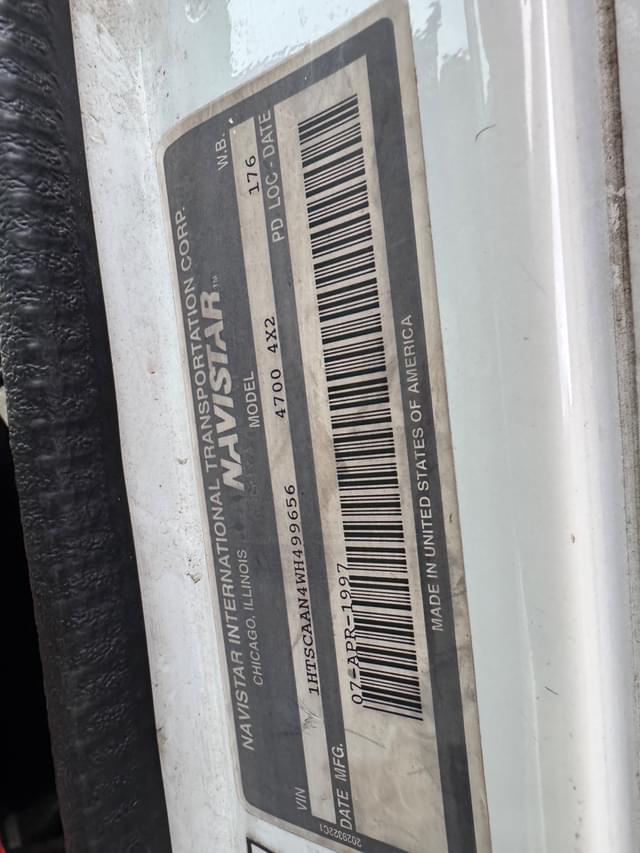 NAVISTAR INTERNATIONAL TRANSPORTATION CORP.
CHICAGO, ILLINOIS
NAVISTAR™
VIN MODEL W.B.
1HTSCAAN4WH499656 4700 4X2 176
DATE MFG. PD LOC - DATE
07-APR-1997
MADE IN UNITED STATES OF AMERICA
2029322C1